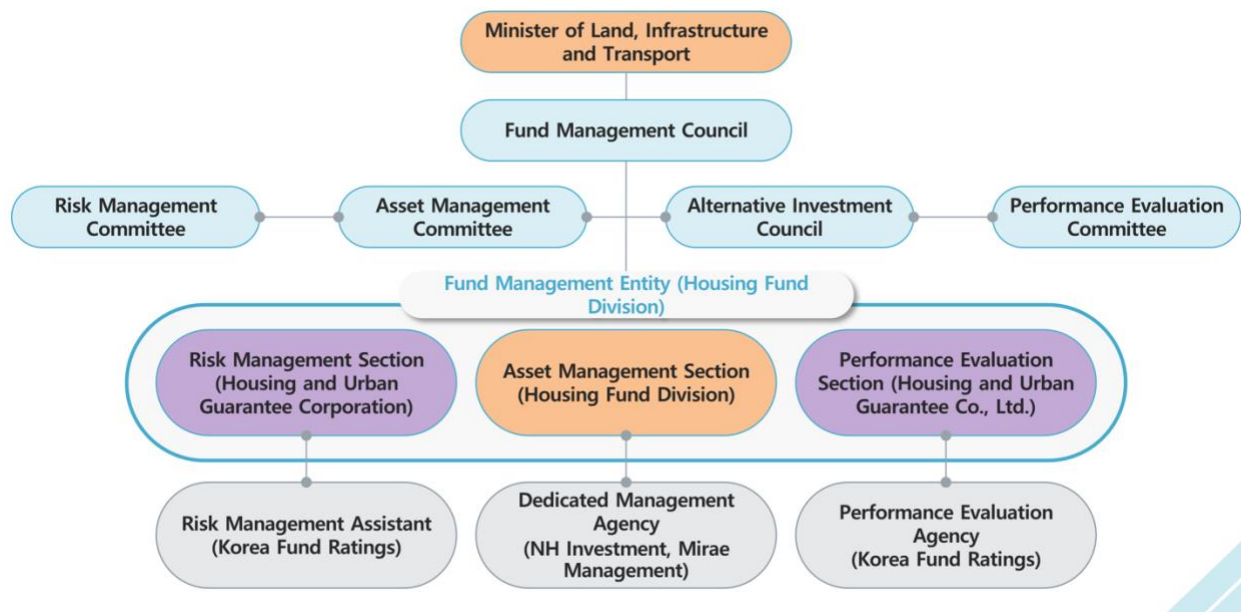 Minister of Land, Infrastructure
and Transport
Fund Management Council
Risk Management
Committee
Asset Management
Committee
Alternative Investment
Council
Performance Evaluation
Committee
Fund Management Entity (Housing Fund
Division)
Risk Management Section
(Housing and Urban
Guarantee Corporation)
Asset Management Section
(Housing Fund Division)
Performance Evaluation
Section (Housing and Urban
Guarantee Co., Ltd.)
Risk Management Assistant
(Korea Fund Ratings)
Dedicated Management
Agency
(NH Investment, Mirae
Management)
Performance Evaluation
Agency
(Korea Fund Ratings)